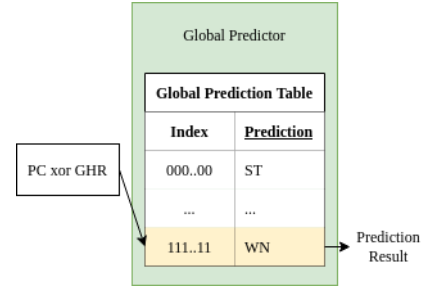 Global Predictor
Global Prediction Table
Index Prediction
PC xor GHR
000..00 ST
... ...
111..11 WN
Prediction
Result